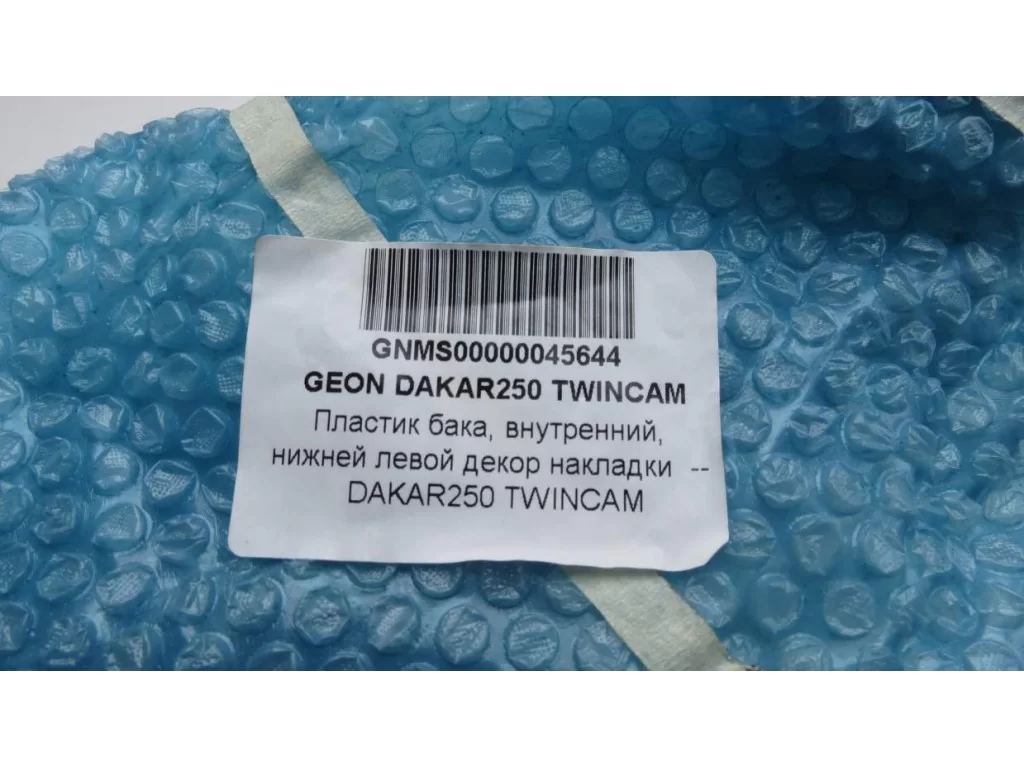 GNMS00000045644
GEON DAKAR250 TWINCAM
Пластик бака, внутренний,
нижней левой декор накладки --
DAKAR250 TWINCAM